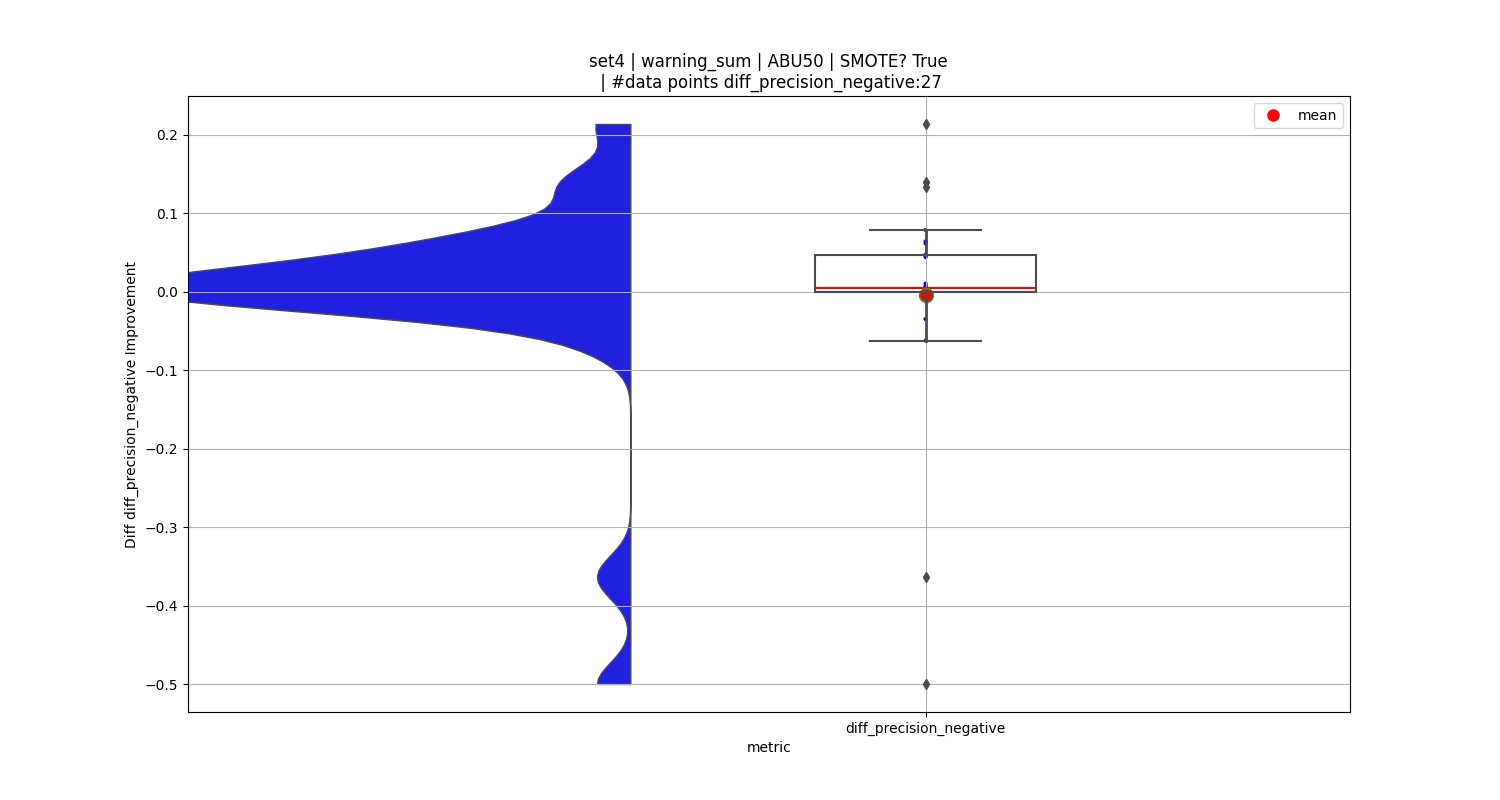 set4 | warning_sum | ABU50 | SMOTE? True
| #data points diff_precision_negative:27
mean
0.2
0.1
0.0
−0.1
−0.2
−0.3
−0.4
−0.5
Diff diff_precision_negative Improvement
diff_precision_negative
metric